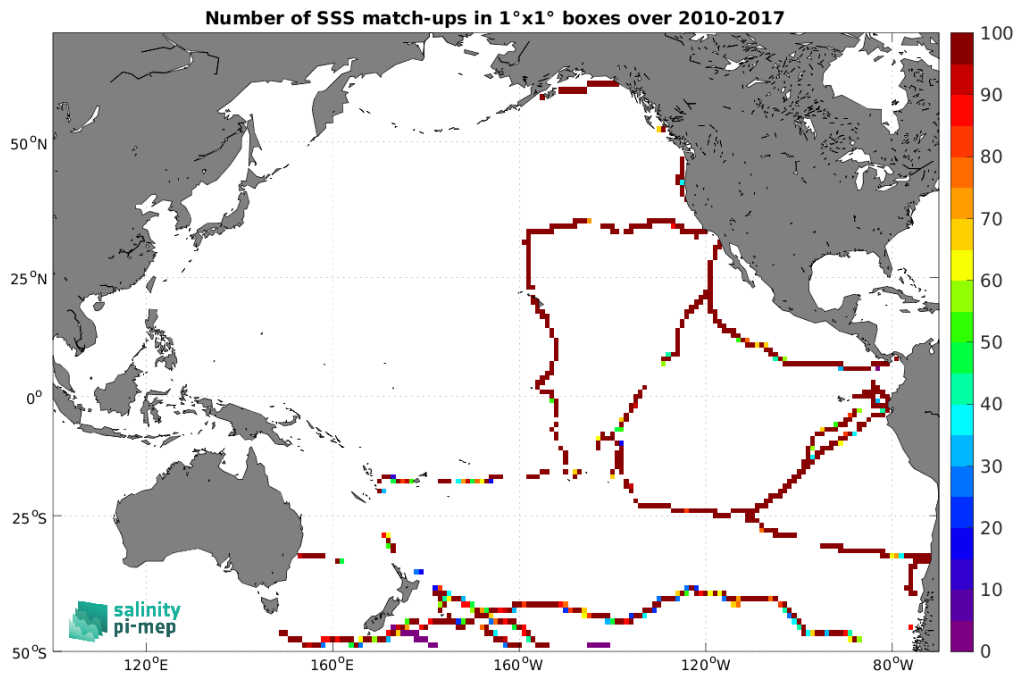 Number of SSS match-ups in 1°x1° boxes over 2010-2017
100
90
80
70
60
50
40
30
20
10
0
50°N
25°N
0°
25°S
50°S
120°E
160°E
160°W
120°W
80°W
salinity
pi-mep